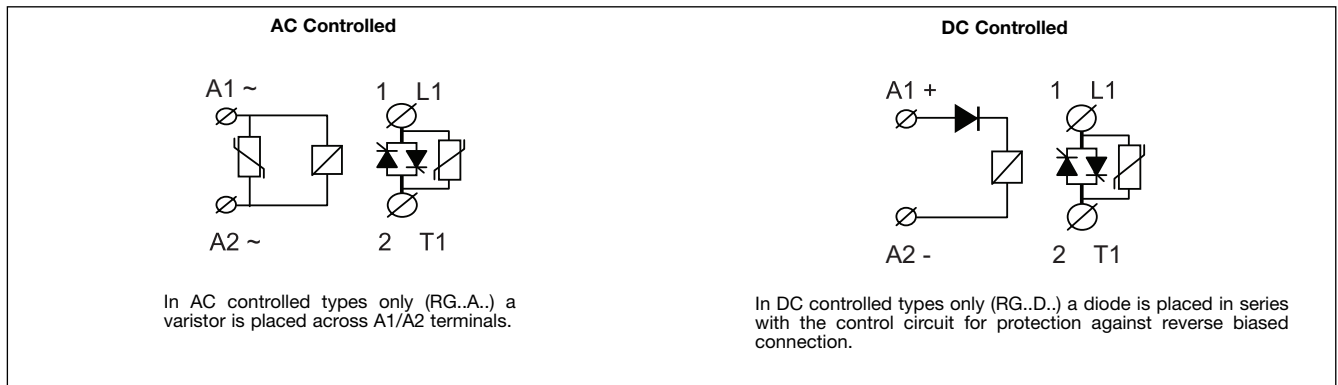 AC Controlled
A1 ~
1 L1
A2 ~
2 T1
In AC controlled types only (RG..A..) a
varistor is placed across A1/A2 terminals.
DC Controlled
A1 +
1 L1
A2 -
2 T1
In DC controlled types only (RG..D..) a diode is placed in series
with the control circuit for protection against reverse biased
connection.